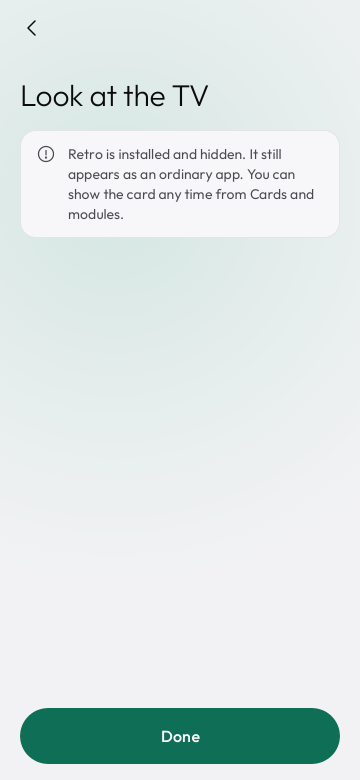 Look at the TV
Retro is installed and hidden. It still
appears as an ordinary app. You can
show the card any time from Cards and
modules.
Done